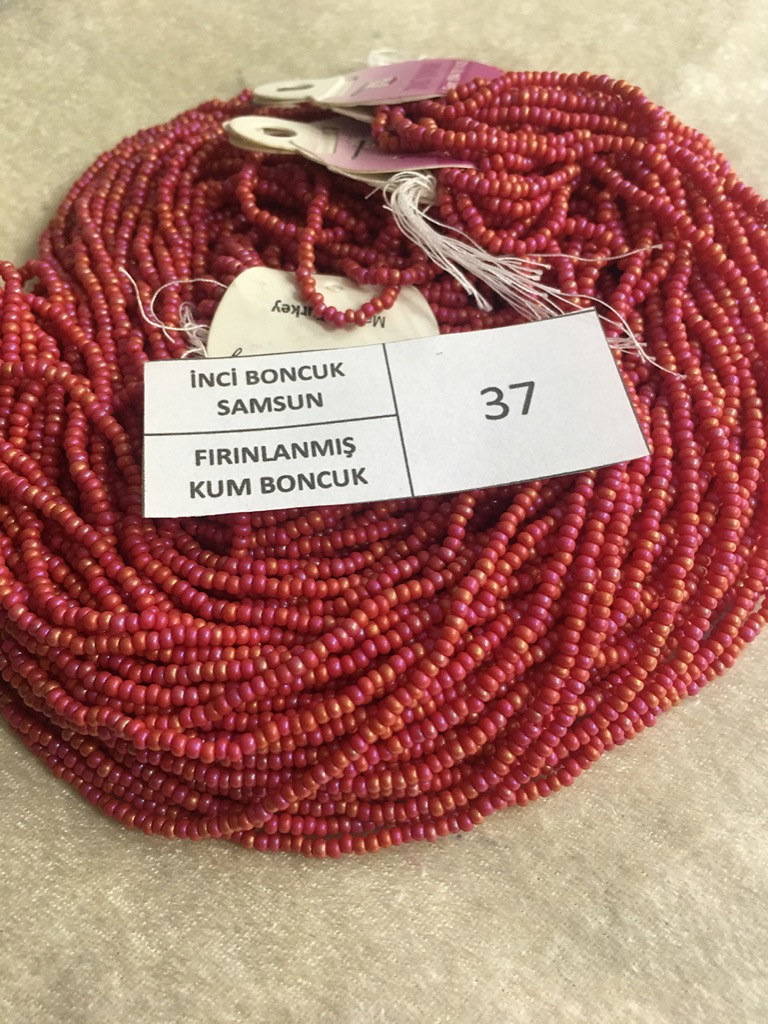 İNCİ BONCUK
SAMSUN
FIRINLANMIŞ
KUM BONCUK
37